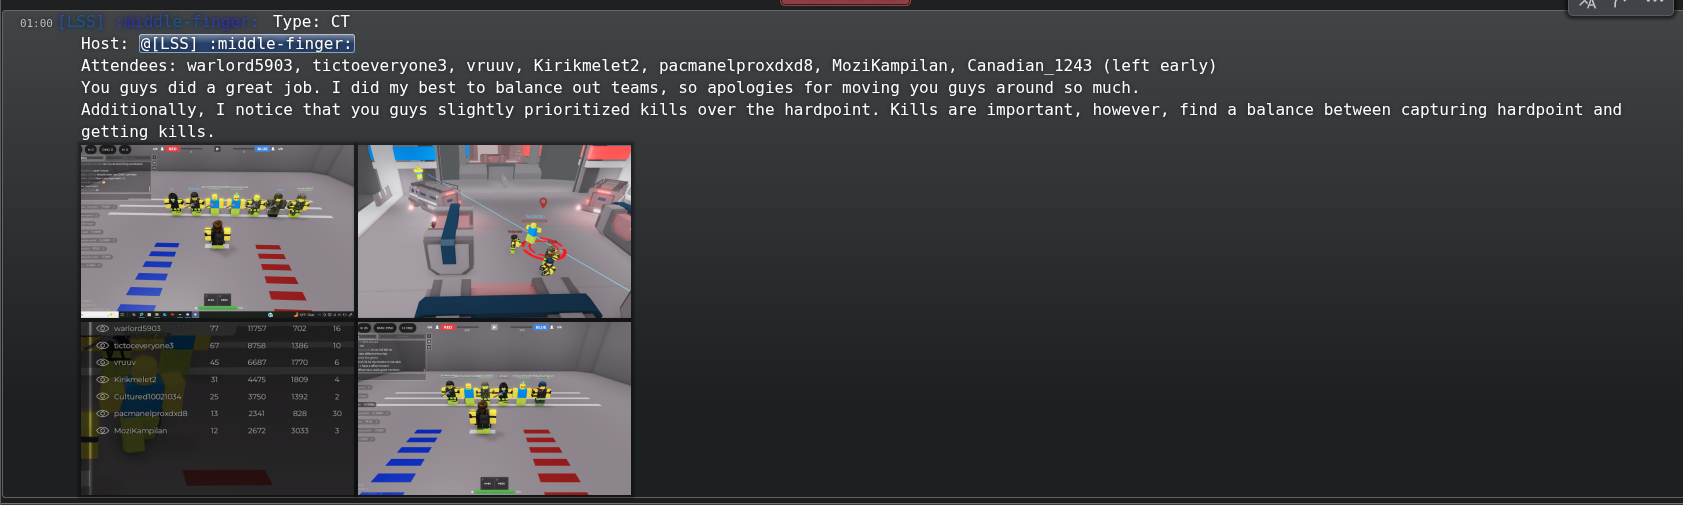 01:00 [LSS] :middle-finger: Type: CT
Host: @[LSS] :middle-finger:
Attendees: warlord5903, tictoeveryone3, vruuv, Kirikmelet2, pacmanelproxdxd8, MoziKampilan, Canadian_1243 (left early)
You guys did a great job. I did my best to balance out teams, so apologies for moving you guys around so much.
Additionally, I notice that you guys slightly prioritized kills over the hardpoint. Kills are important, however, find a balance between capturing hardpoint and
getting kills.
RED BLUE
warlord5903 77 11757 702 16
tictoeveryone3 67 8758 1386 10
vruuv 45 6687 1770 6
Kirikmelet2 31 4475 1809 4
Cultured10021034 25 3750 1392 2
pacmanelproxdxd8 13 2341 828 30
MoziKampilan 12 2672 3033 3
RED BLUE